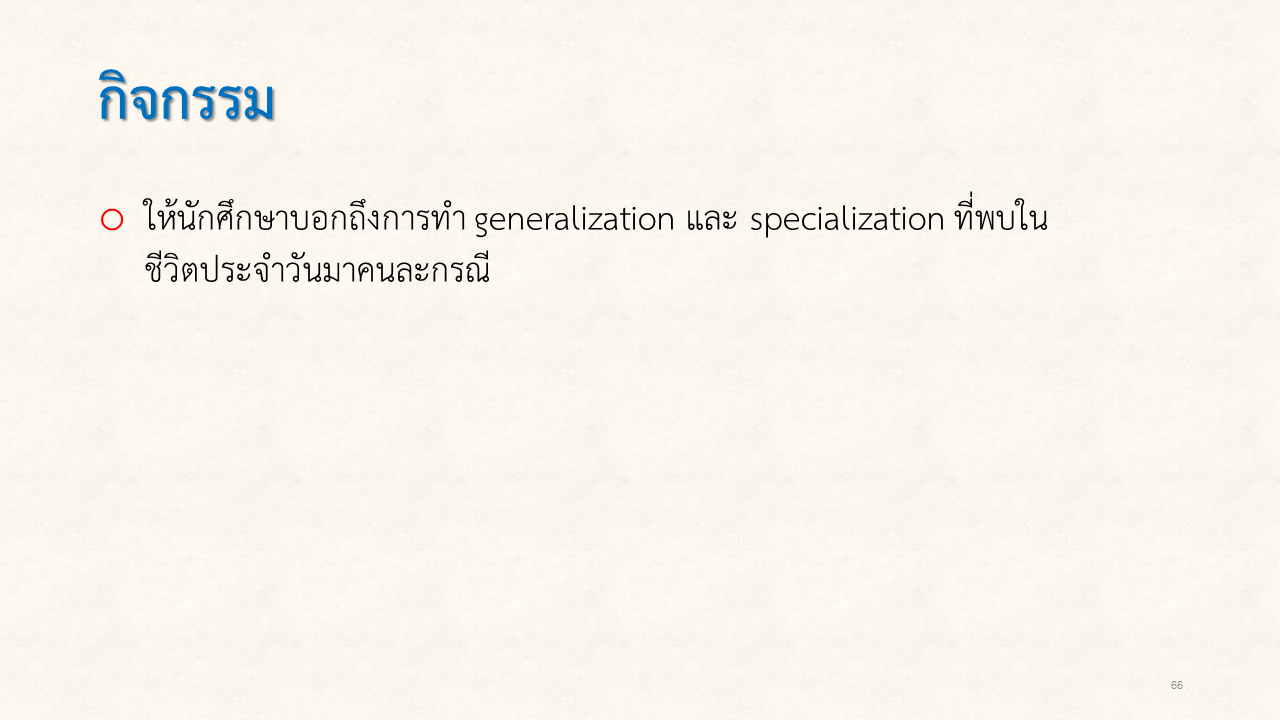 กิจกรรม
ให้นักศึกษาบอกถึงการทำ generalization และ specialization ที่พบใน
ชีวิตประจำวันมาคนละกรณี
66